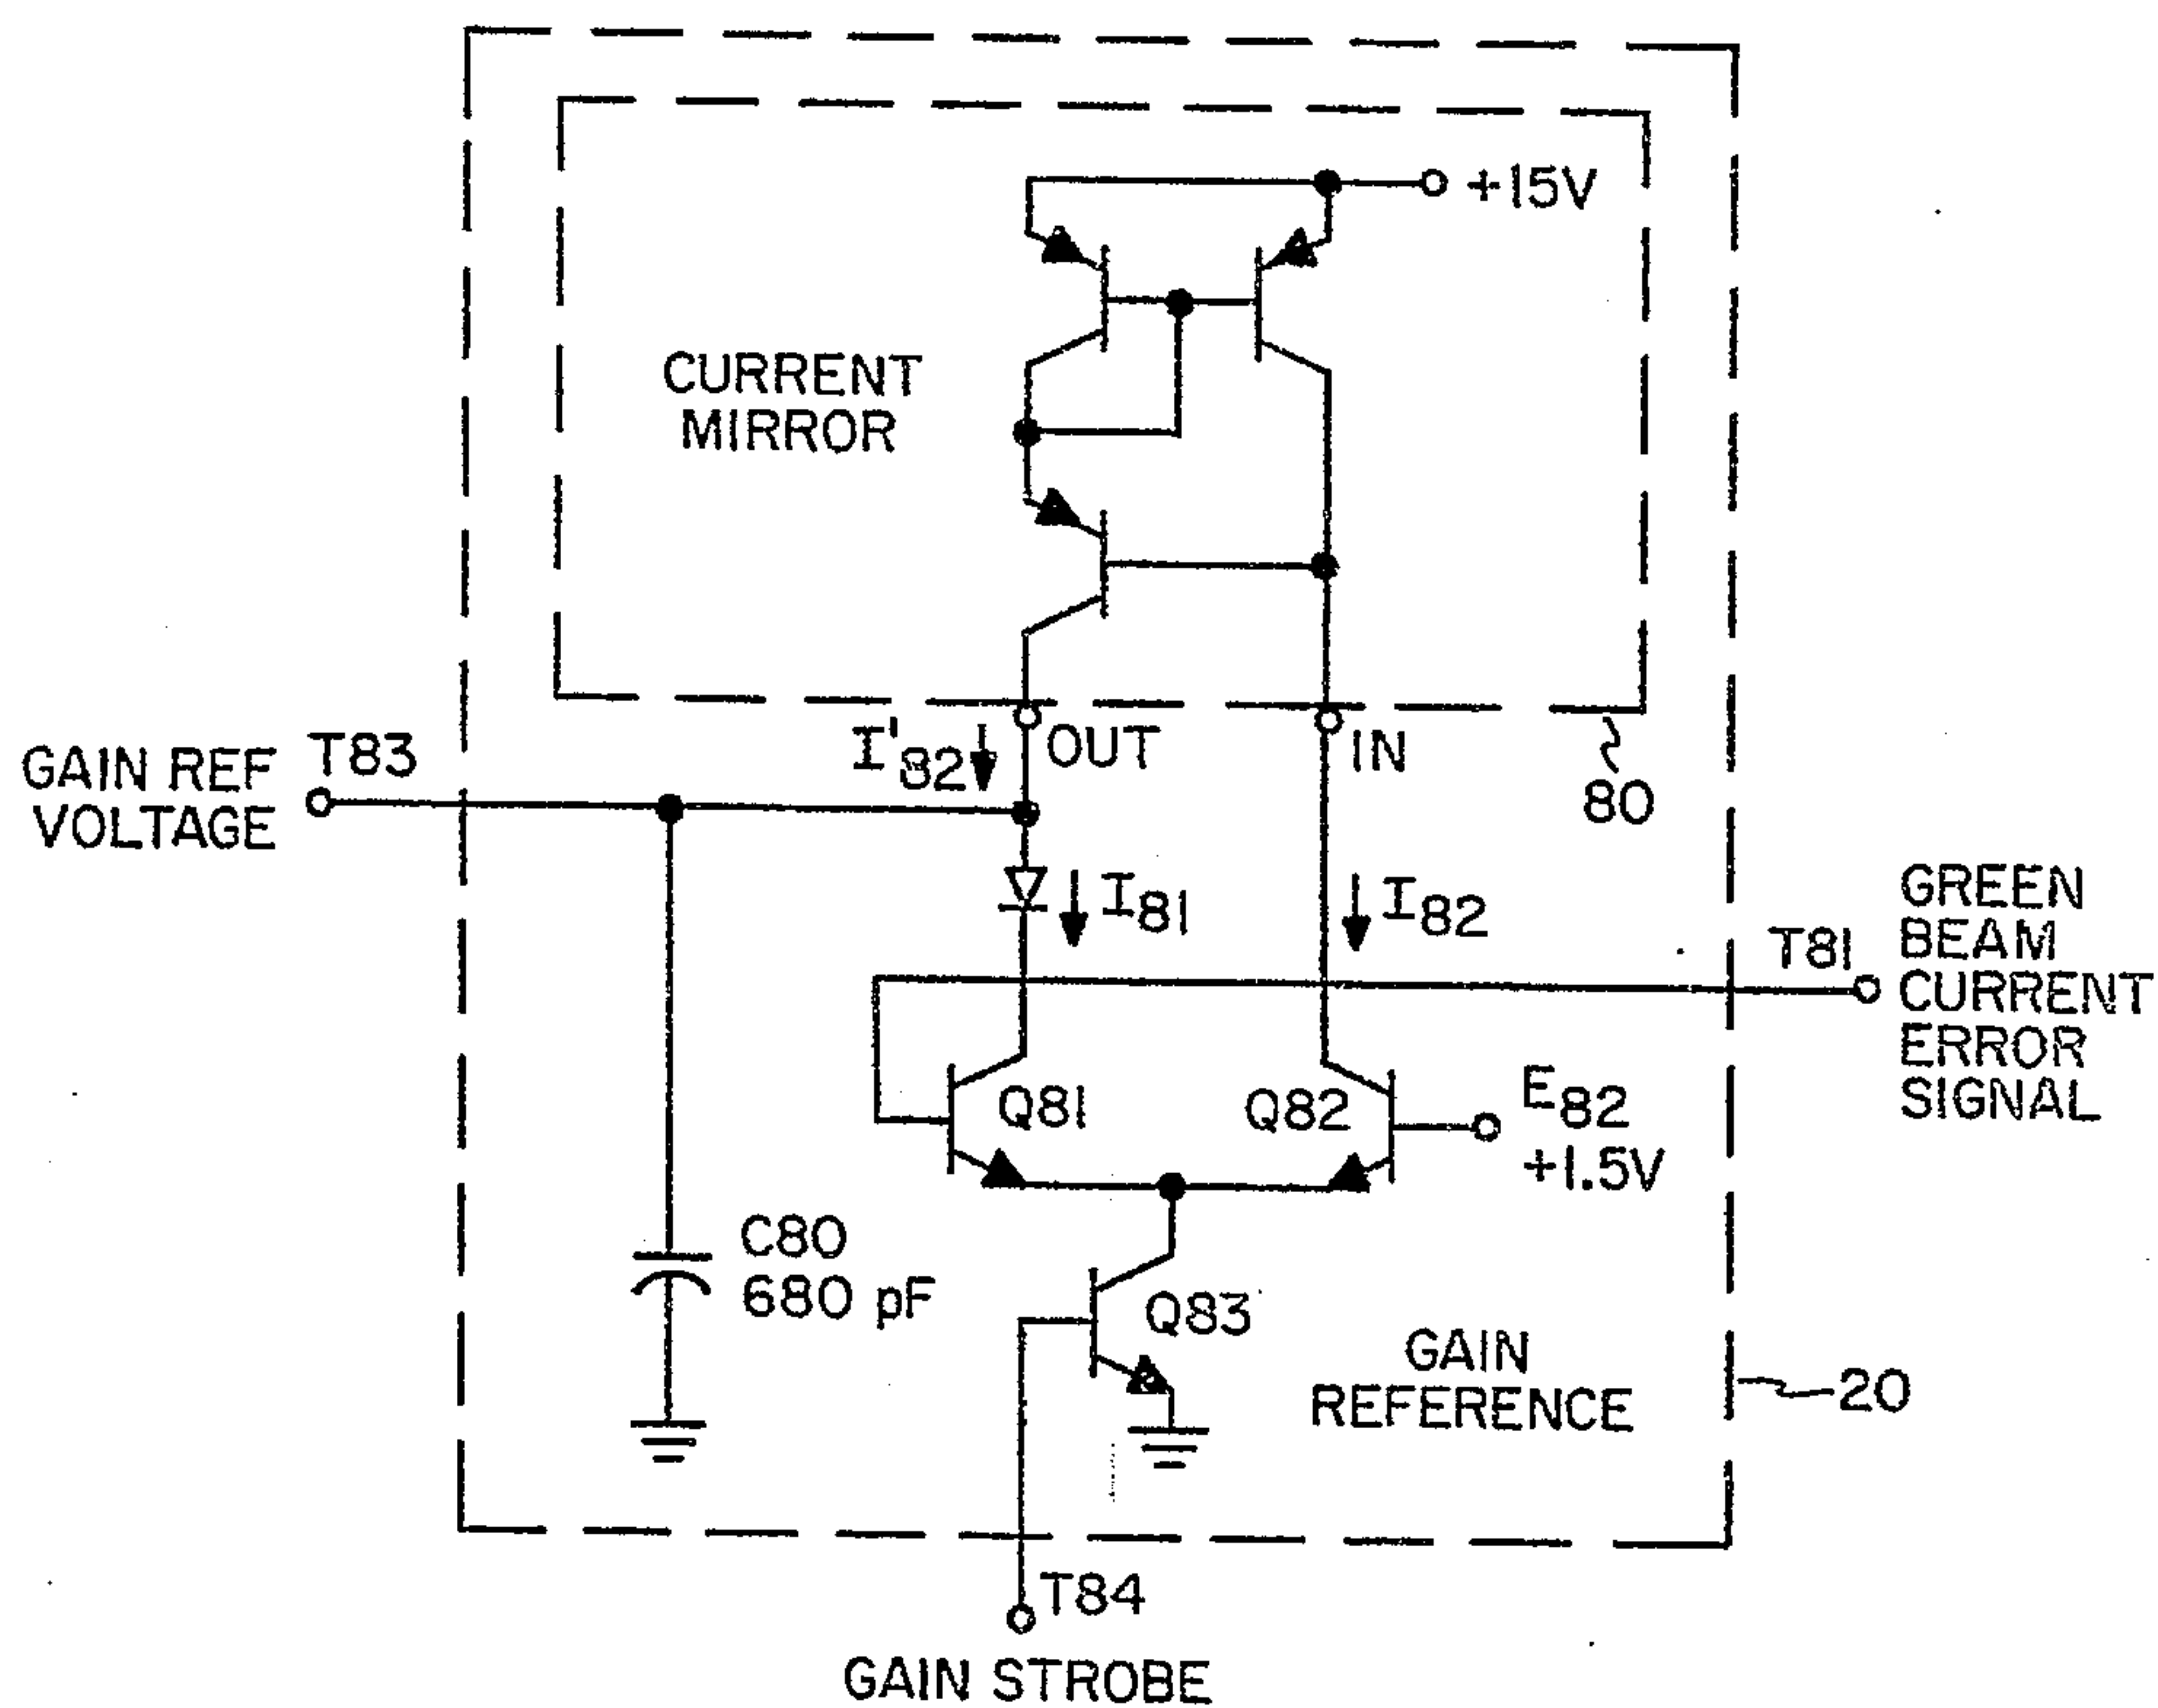 +15V
CURRENT
MIRROR
I'82
OUT
IN
80
GAIN REF
VOLTAGE
T83
I81
I82
T81
GREEN
BEAM
CURRENT
ERROR
SIGNAL
Q81
Q82
E82
+1.5V
C80
680 pF
Q83
GAIN
REFERENCE
20
T84
GAIN STROBE